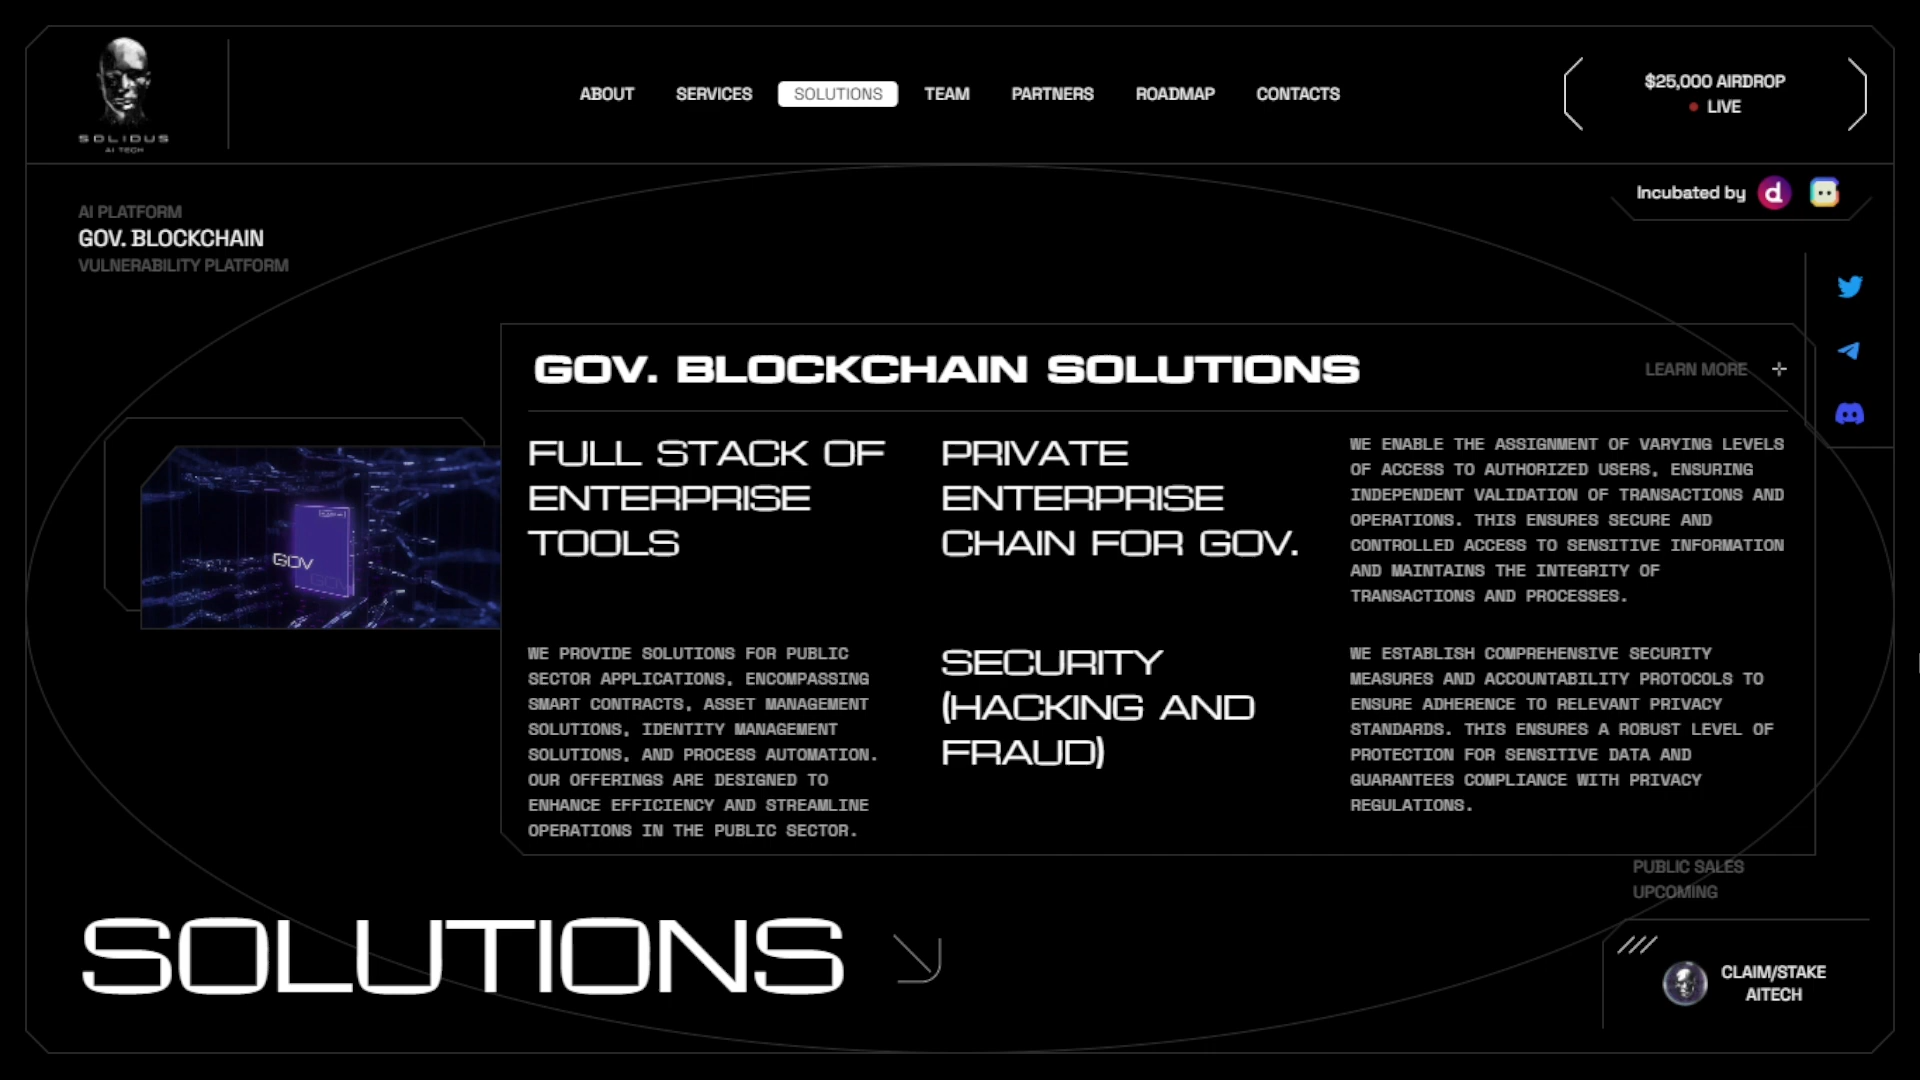 SOLIDUS
AI TECH
ABOUT
SERVICES
SOLUTIONS
TEAM
PARTNERS
ROADMAP
CONTACTS
$25,000 AIRDROP
LIVE
Incubated by
d
AI PLATFORM
GOV. BLOCKCHAIN
VULNERABILITY PLATFORM
GOV. BLOCKCHAIN SOLUTIONS
LEARN MORE
GOV
FULL STACK OF
ENTERPRISE
TOOLS
WE PROVIDE SOLUTIONS FOR PUBLIC
SECTOR APPLICATIONS, ENCOMPASSING
SMART CONTRACTS, ASSET MANAGEMENT
SOLUTIONS, IDENTITY MANAGEMENT
SOLUTIONS, AND PROCESS AUTOMATION.
OUR OFFERINGS ARE DESIGNED TO
ENHANCE EFFICIENCY AND STREAMLINE
OPERATIONS IN THE PUBLIC SECTOR.
PRIVATE
ENTERPRISE
CHAIN FOR GOV.
WE ENABLE THE ASSIGNMENT OF VARYING LEVELS
OF ACCESS TO AUTHORIZED USERS, ENSURING
INDEPENDENT VALIDATION OF TRANSACTIONS AND
OPERATIONS. THIS ENSURES SECURE AND
CONTROLLED ACCESS TO SENSITIVE INFORMATION
AND MAINTAINS THE INTEGRITY OF
TRANSACTIONS AND PROCESSES.
SECURITY
(HACKING AND
FRAUD)
WE ESTABLISH COMPREHENSIVE SECURITY
MEASURES AND ACCOUNTABILITY PROTOCOLS TO
ENSURE ADHERENCE TO RELEVANT PRIVACY
STANDARDS. THIS ENSURES A ROBUST LEVEL OF
PROTECTION FOR SENSITIVE DATA AND
GUARANTEES COMPLIANCE WITH PRIVACY
REGULATIONS.
PUBLIC SALES
UPCOMING
SOLUTIONS
CLAIM/STAKE
AITECH